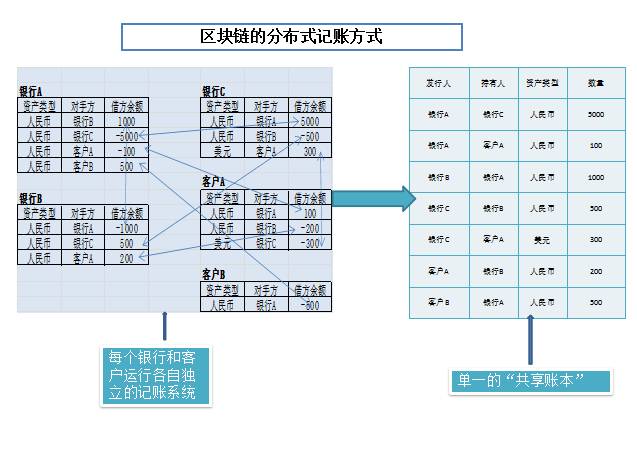 区块链的分布式记账方式
银行A
资产类型 对手方 借方余额
人民币 银行B 1000
人民币 银行C -5000
人民币 客户A -100
人民币 客户B 500
银行B
资产类型 对手方 借方余额
人民币 银行A -1000
人民币 银行C 500
人民币 客户A 200
银行C
资产类型 对手方 借方余额
人民币 银行A 5000
人民币 银行B -500
美元 客户A 300
客户A
资产类型 对手方 借方余额
人民币 银行A 100
人民币 银行B -200
美元 银行C -300
客户B
资产类型 对手方 借方余额
人民币 银行A -500
发行人 持有人 资产类型 数量
银行A 银行C 人民币 5000
银行A 客户A 人民币 100
银行B 银行A 人民币 1000
银行C 银行B 人民币 500
银行C 客户A 美元 300
客户A 银行B 人民币 200
客户B 银行A 人民币 500
每个银行和客
户运行各自独
立的记账系统
单一的“共享账本”